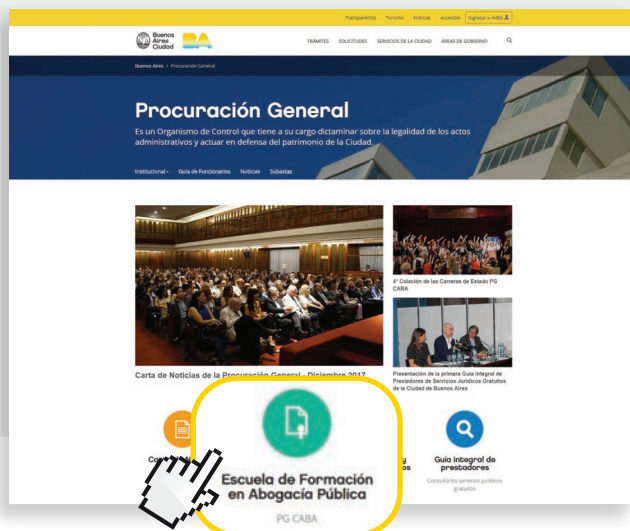 Transparencia Turismo Noticias Accesible Ingresar a miBA
Buenos
Aires
Ciudad
BA
TRÁMITES SOLICITUDES SERVICIOS DE LA CIUDAD ÁREAS DE GOBIERNO
Buenos Aires / Procuración General
Procuración General
Es un Organismo de Control que tiene a su cargo dictaminar sobre la legalidad de los actos
administrativos y actuar en defensa del patrimonio de la Ciudad.
Institucional Guía de Funcionarios Noticias Subastas
4° Colación de las Carreras de Estado PG
CABA
Carta de Noticias de la Procuración General - Diciembre 2017
Presentación de la primera Guía Integral de
Prestadores de Servicios Jurídicos Gratuitos
de la Ciudad de Buenos Aires
Escuela de Formación
en Abogacía Pública
PG CABA
Guía integral de
prestadores
Consultá los servicios jurídicos
gratuitos